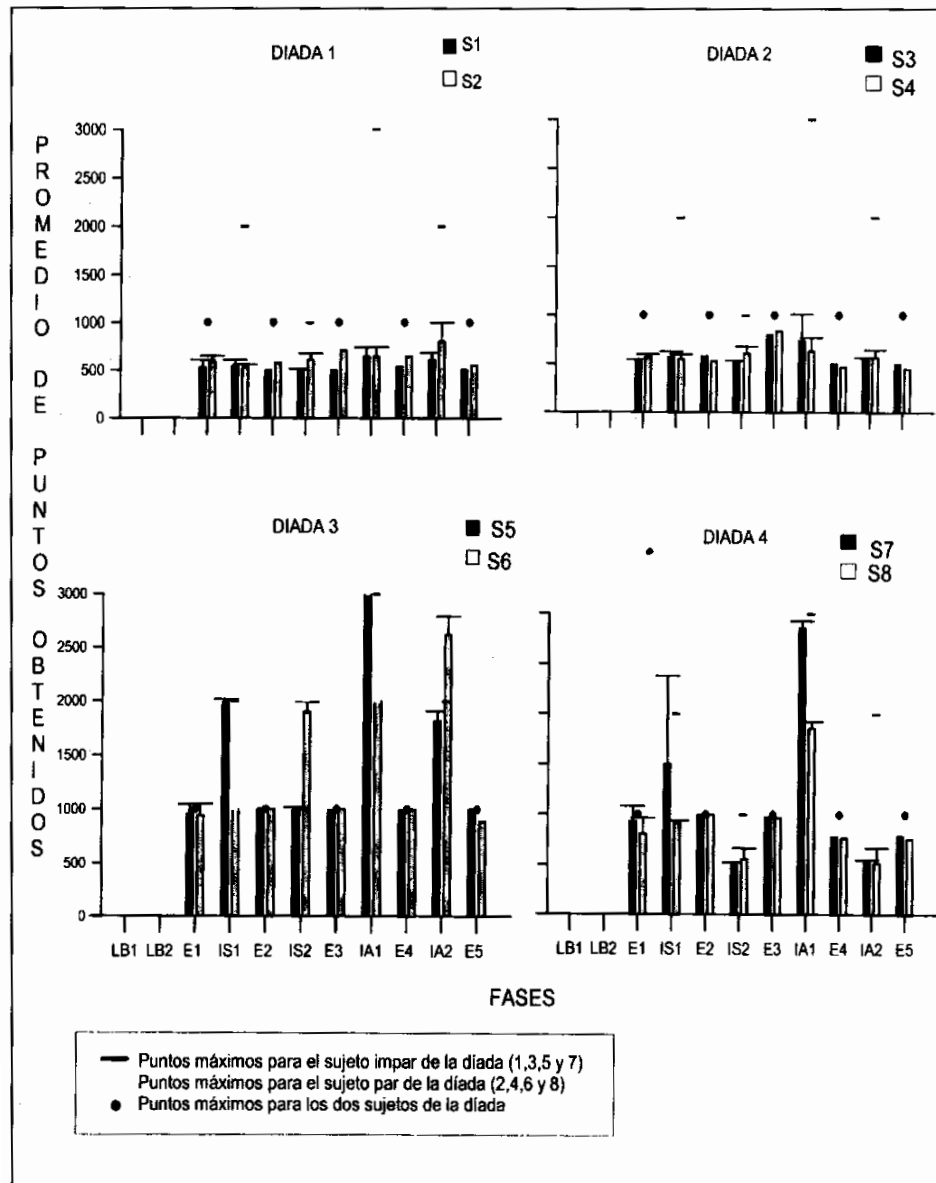 DIADA 1
S1
S2
DIADA 2
S3
S4
PROMEDIO DE PUNTOS OBTENIDOS
3000
2500
2000
1500
1000
500
0
DIADA 3
S5
S6
DIADA 4
S7
S8
3000
2500
2000
1500
1000
500
0
LB1 LB2 E1 IS1 E2 IS2 E3 IA1 E4 IA2 E5
LB1 LB2 E1 IS1 E2 IS2 E3 IA1 E4 IA2 E5
FASES
Puntos máximos para el sujeto impar de la díada (1,3,5 y 7)
Puntos máximos para el sujeto par de la díada (2,4,6 y 8)
Puntos máximos para los dos sujetos de la díada